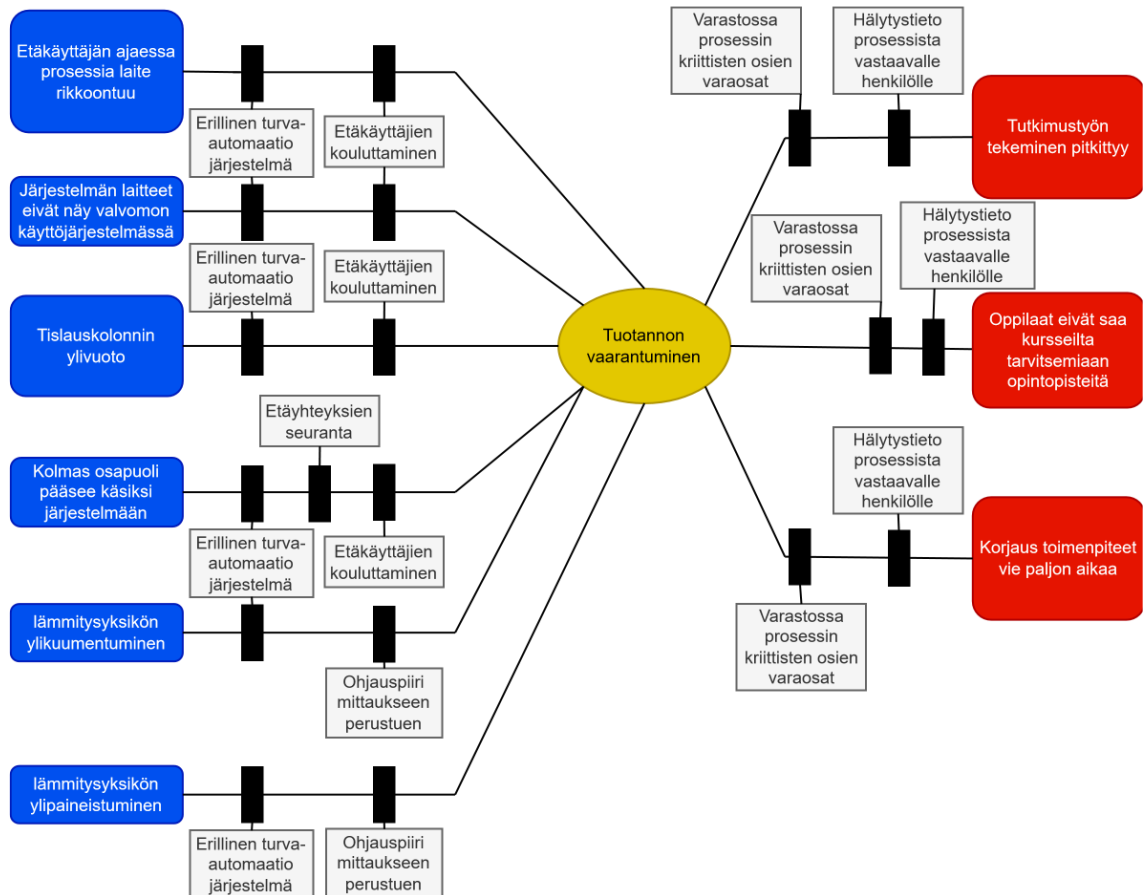 Etäkäyttäjän ajaessa
prosessia laite
rikkoontuu
Erillinen turva-
automaatio
järjestelmä
Etäkäyttäjien
kouluttaminen
Järjestelmän laitteet
eivät näy valvomon
käyttöjärjestelmässä
Erillinen turva-
automaatio
järjestelmä
Etäkäyttäjien
kouluttaminen
Tislauskolonnin
ylivuoto
Etäyhteyksien
seuranta
Kolmas osapuoli
pääsee käsiksi
järjestelmään
Erillinen turva-
automaatio
järjestelmä
Etäkäyttäjien
kouluttaminen
lämmitysyksikön
ylikuumentuminen
Ohjauspiiri
mittaukseen
perustuen
lämmitysyksikön
ylipaineistuminen
Erillinen turva-
automaatio
järjestelmä
Ohjauspiiri
mittaukseen
perustuen
Tuotannon
vaarantuminen
Varastossa
prosessin
kriittisten osien
varaosat
Hälytystieto
prosessista
vastaavalle
henkilölle
Tutkimustyön
tekeminen pitkittyy
Varastossa
prosessin
kriittisten osien
varaosat
Hälytystieto
prosessista
vastaavalle
henkilölle
Oppilaat eivät saa
kursseilta
tarvitsemiaan
opintopisteitä
Hälytystieto
prosessista
vastaavalle
henkilölle
Korjaus toimenpiteet
vie paljon aikaa
Varastossa
prosessin
kriittisten osien
varaosat